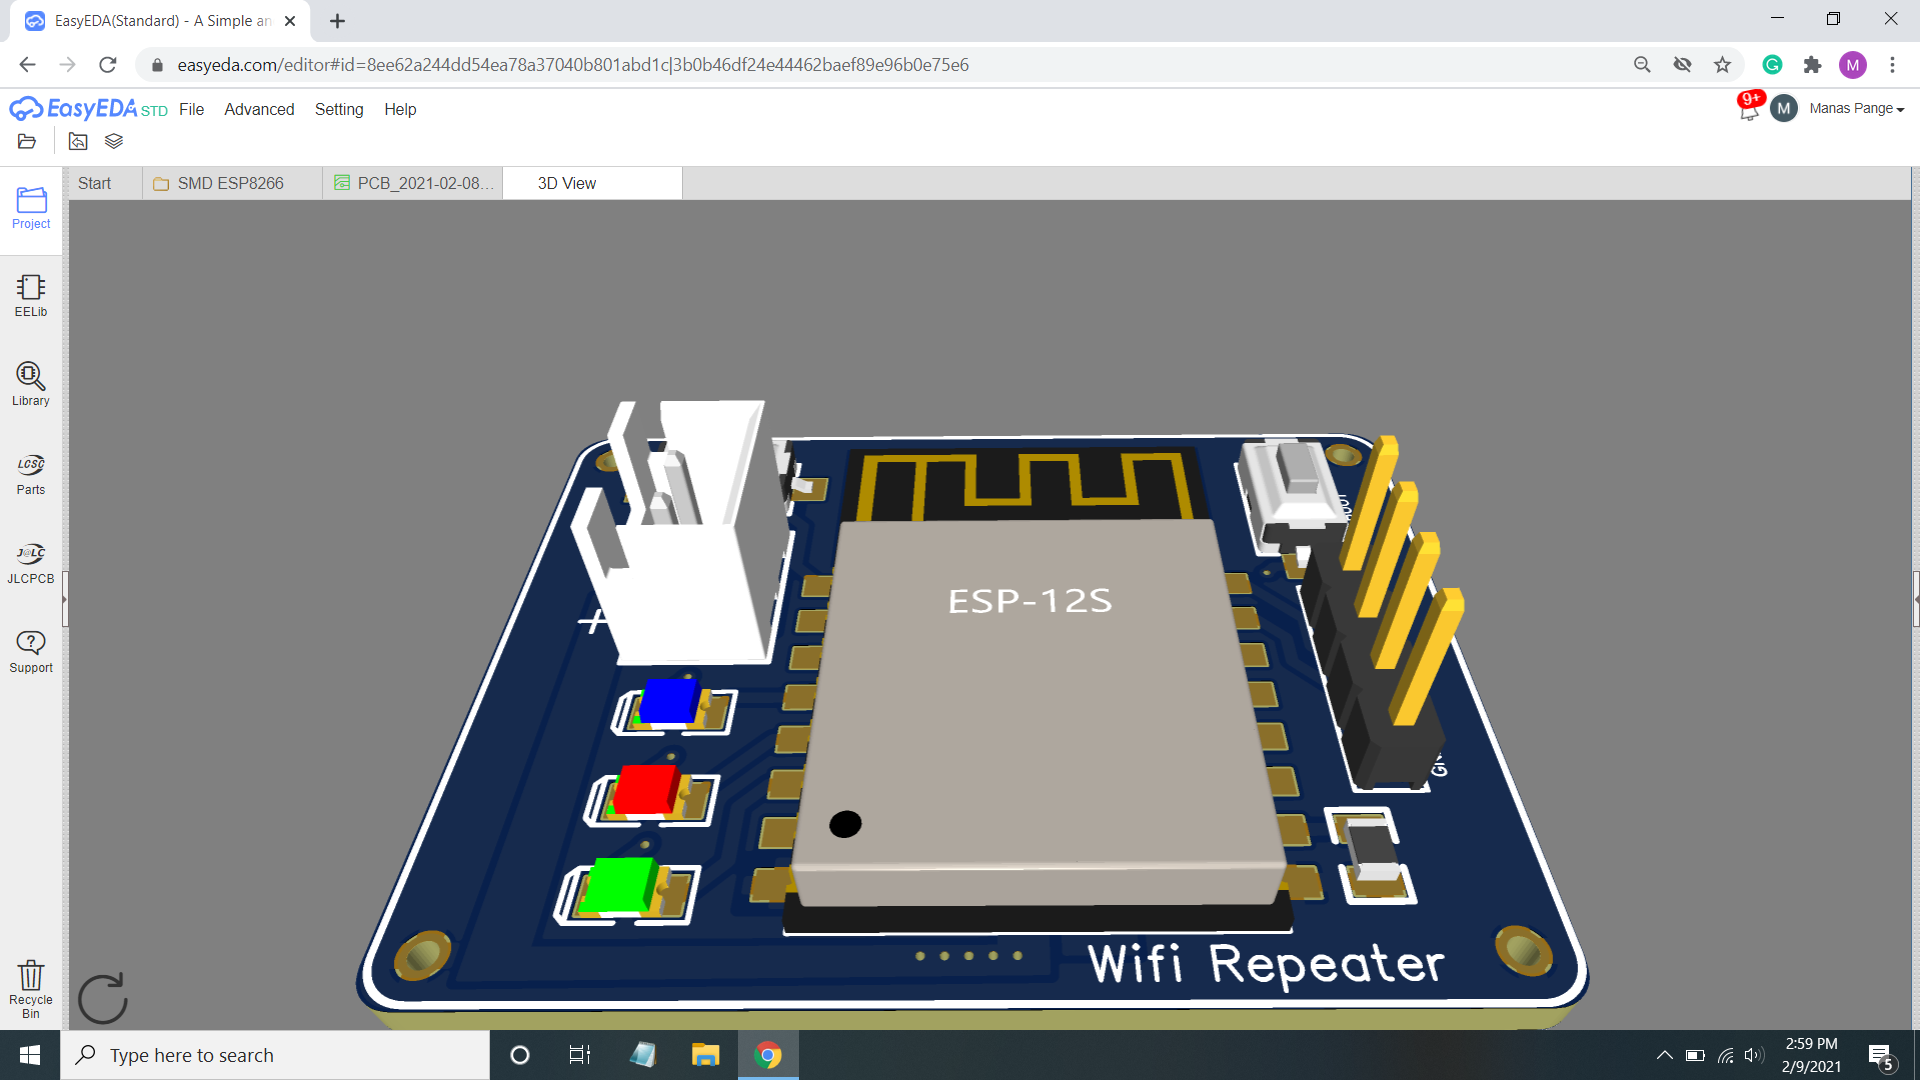 EasyEDA(Standard) - A Simple an
easyeda.com/editor#id=8ee62a244dd54ea78a37040b801abd1c|3b0b46df24e44462baef89e96b0e75e6
M
EasyEDA STD File Advanced Setting Help
9+
M Manas Pange
Start SMD ESP8266 PCB_2021-02-08... 3D View
Project
EELib
Library
LCSC
Parts
J@LC
JLCPCB
Support
Recycle
Bin
ESP-12S
+
Wifi Repeater
Type here to search
2:59 PM
2/9/2021
5